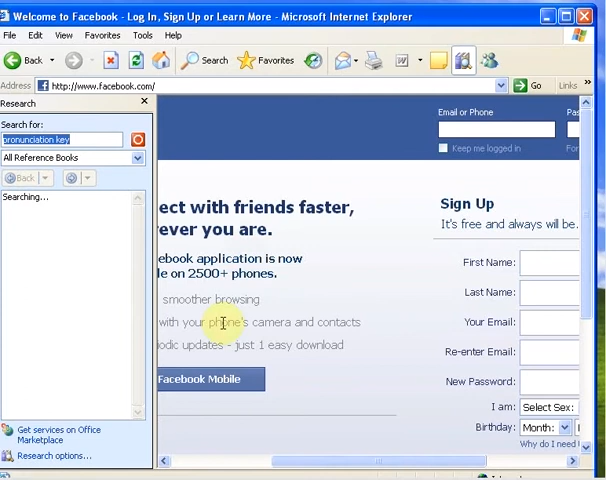 Welcome to Facebook - Log In, Sign Up or Learn More - Microsoft Internet Explorer
File Edit View Favorites Tools Help
Back Search Favorites
Address http://www.facebook.com/ Go Links
Research
Search for:
pronunciation key
All Reference Books
Back
Searching...
Get services on Office
Marketplace
Research options...
Email or Phone Pas
Keep me logged in For
ect with friends faster,
ever you are.
ebook application is now
le on 2500+ phones.
smoother browsing
with your phone's camera and contacts
odic updates - just 1 easy download
Facebook Mobile
Sign Up
It's free and always will be.
First Name:
Last Name:
Your Email:
Re-enter Email:
New Password:
I am: Select Sex:
Birthday: Month:
Why do I need